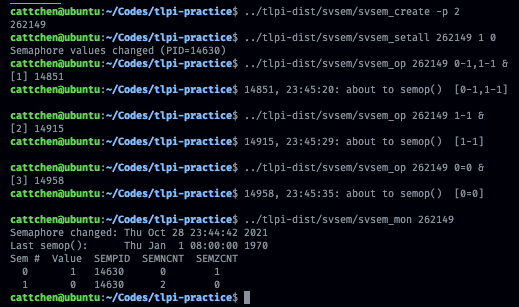 cattchen@ubuntu:~/Codes/tlpi-practice$ ../tlpi-dist/svsem/svsem_create -p 2
262149
cattchen@ubuntu:~/Codes/tlpi-practice$ ../tlpi-dist/svsem/svsem_setall 262149 1 0
Semaphore values changed (PID=14630)
cattchen@ubuntu:~/Codes/tlpi-practice$ ../tlpi-dist/svsem/svsem_op 262149 0-1,1-1 &
[1] 14851
cattchen@ubuntu:~/Codes/tlpi-practice$ 14851, 23:45:20: about to semop()  [0-1,1-1]
cattchen@ubuntu:~/Codes/tlpi-practice$ ../tlpi-dist/svsem/svsem_op 262149 1-1 &
[2] 14915
cattchen@ubuntu:~/Codes/tlpi-practice$ 14915, 23:45:29: about to semop()  [1-1]
cattchen@ubuntu:~/Codes/tlpi-practice$ ../tlpi-dist/svsem/svsem_op 262149 0=0 &
[3] 14958
cattchen@ubuntu:~/Codes/tlpi-practice$ 14958, 23:45:35: about to semop()  [0=0]
cattchen@ubuntu:~/Codes/tlpi-practice$ ../tlpi-dist/svsem/svsem_mon 262149
Semaphore changed: Thu Oct 28 23:44:42 2021
Last semop():      Thu Jan  1 08:00:00 1970
Sem #  Value  SEMPID  SEMNCNT  SEMZCNT
  0       1   14630      0        1
  1       0   14630      2        0
cattchen@ubuntu:~/Codes/tlpi-practice$